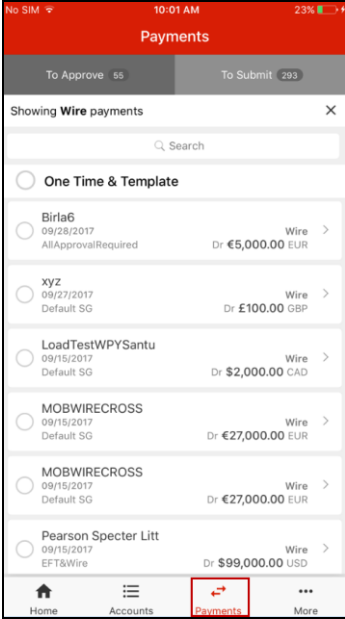 No SIM 10:01 AM 23%
Payments
To Approve 55 To Submit 293
Showing Wire payments
Search
One Time & Template
Birla6
09/28/2017 Wire
AllApprovalRequired Dr €5,000.00 EUR
xyz
09/27/2017 Wire
Default SG Dr £100.00 GBP
LoadTestWPYSantu
09/15/2017 Wire
Default SG Dr $2,000.00 CAD
MOBWIRECROSS
09/15/2017 Wire
Default SG Dr €27,000.00 EUR
MOBWIRECROSS
09/15/2017 Wire
Default SG Dr €27,000.00 EUR
Pearson Specter Litt
09/15/2017 Wire
EFT&Wire Dr $99,000.00 USD
Home Accounts Payments More